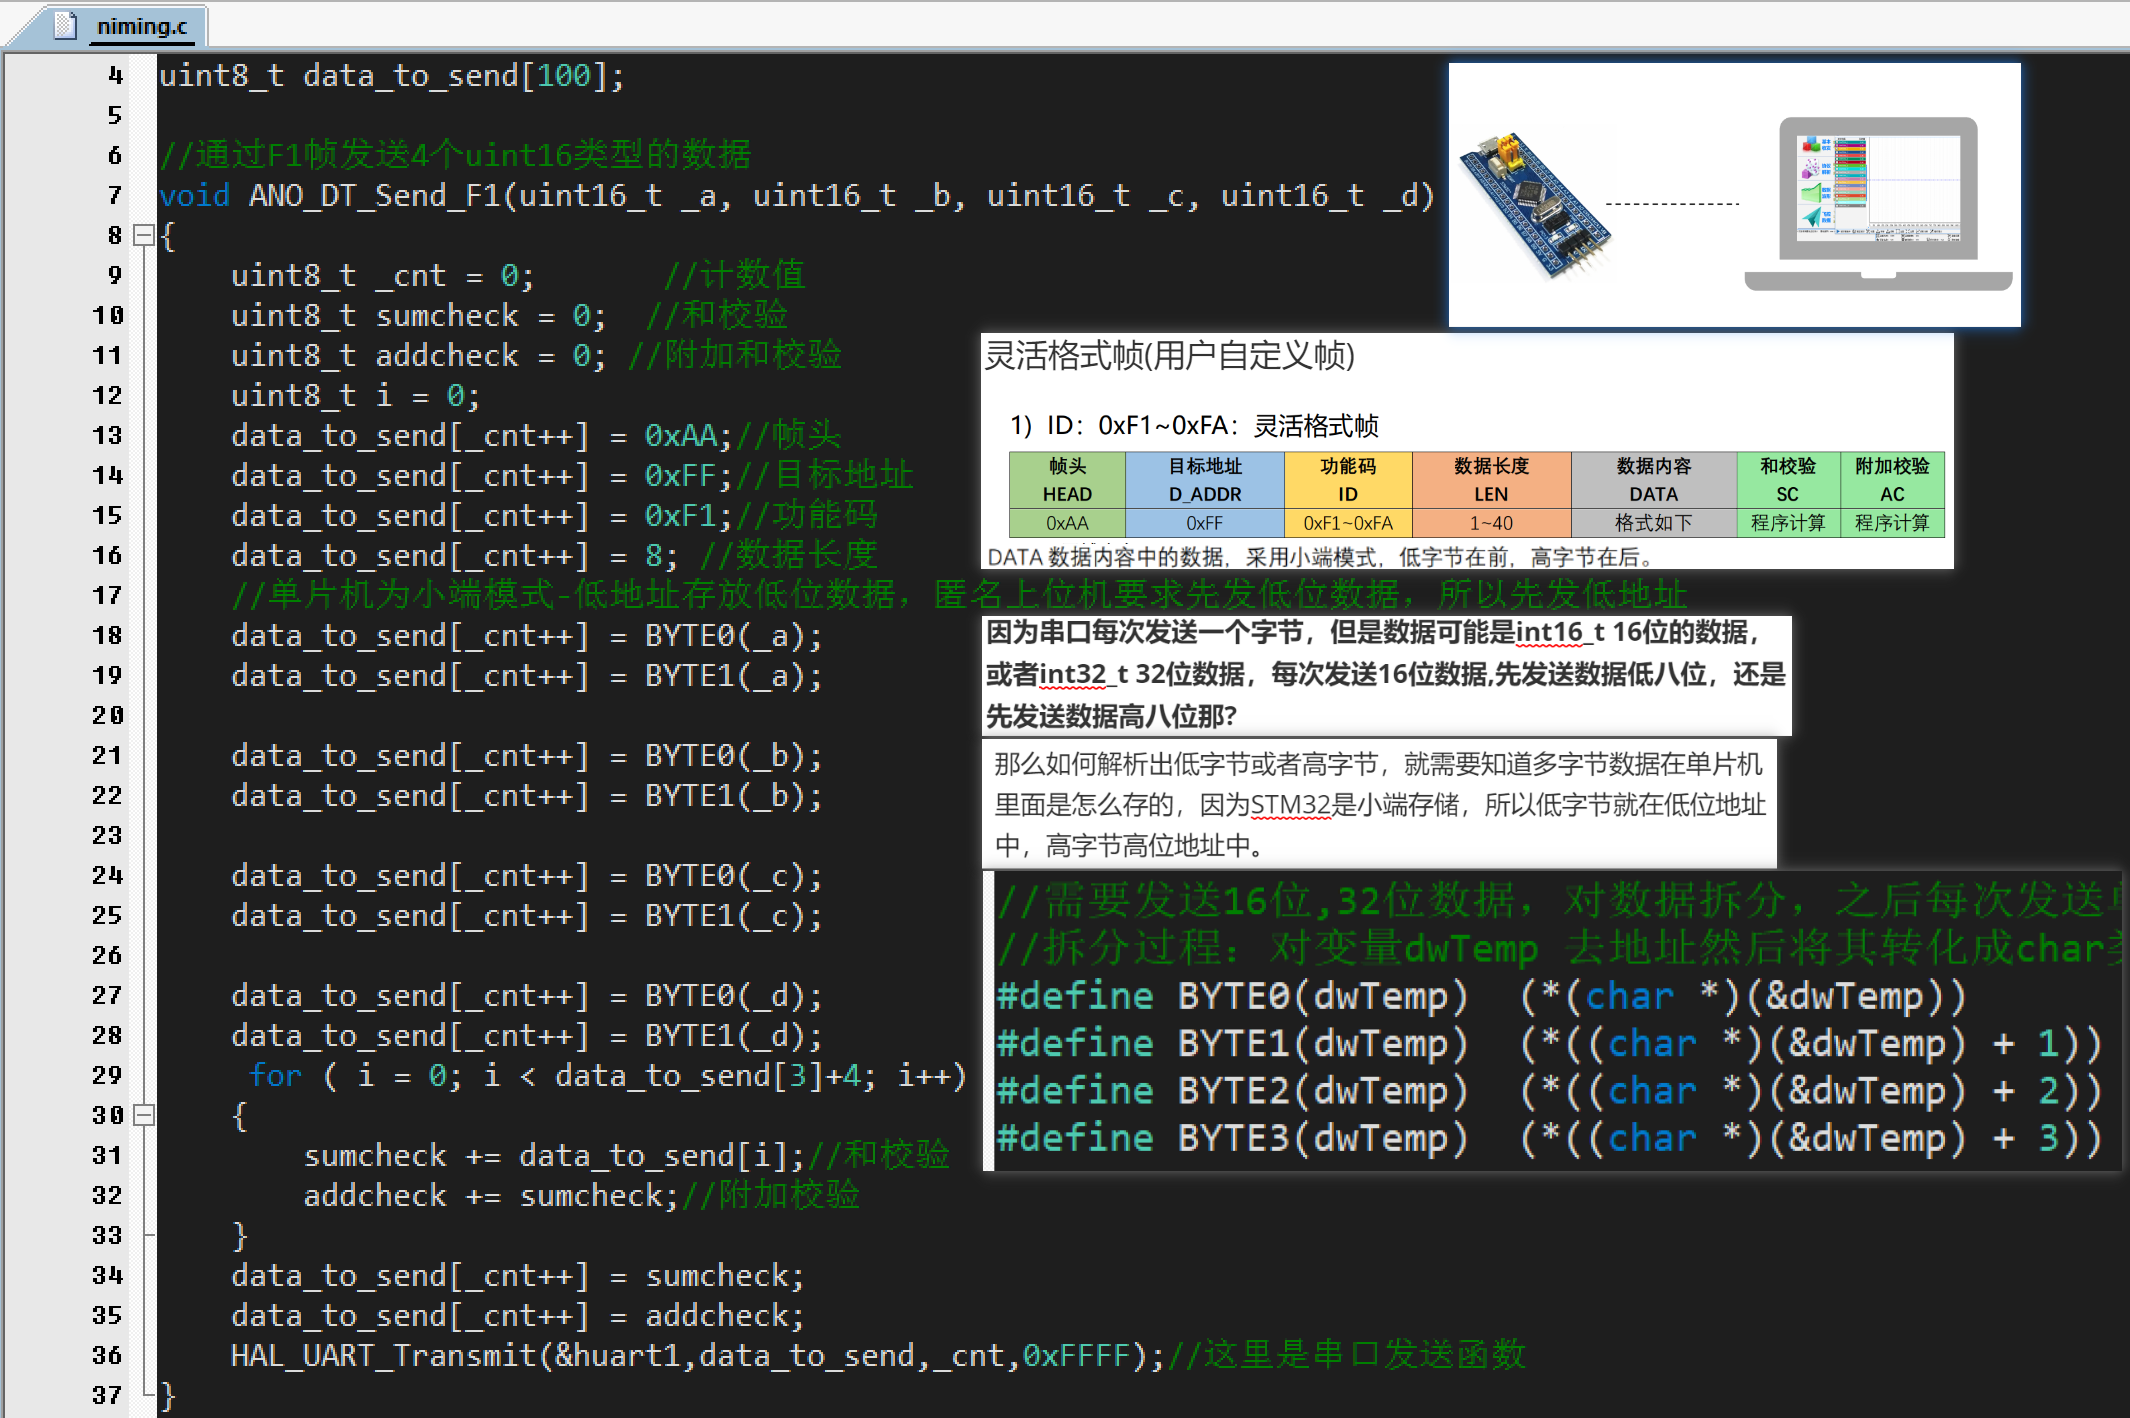 niming.c
4 uint8_t data_to_send[100];
5
6 //通过F1帧发送4个uint16类型的数据
7 void ANO_DT_Send_F1(uint16_t _a, uint16_t _b, uint16_t _c, uint16_t _d)
8 {
9 uint8_t _cnt = 0; //计数值
10 uint8_t sumcheck = 0; //和校验
11 uint8_t addcheck = 0; //附加和校验
12 uint8_t i = 0;
13 data_to_send[_cnt++] = 0xAA;//帧头
14 data_to_send[_cnt++] = 0xFF;//目标地址
15 data_to_send[_cnt++] = 0xF1;//功能码
16 data_to_send[_cnt++] = 8; //数据长度
17 //单片机为小端模式-低地址存放低位数据，匿名上位机要求先发低位数据，所以先发低地址
18 data_to_send[_cnt++] = BYTE0(_a);
19 data_to_send[_cnt++] = BYTE1(_a);
20
21 data_to_send[_cnt++] = BYTE0(_b);
22 data_to_send[_cnt++] = BYTE1(_b);
23
24 data_to_send[_cnt++] = BYTE0(_c);
25 data_to_send[_cnt++] = BYTE1(_c);
26
27 data_to_send[_cnt++] = BYTE0(_d);
28 data_to_send[_cnt++] = BYTE1(_d);
29 for ( i = 0; i < data_to_send[3]+4; i++)
30 {
31 sumcheck += data_to_send[i];//和校验
32 addcheck += sumcheck;//附加校验
33 }
34 data_to_send[_cnt++] = sumcheck;
35 data_to_send[_cnt++] = addcheck;
36 HAL_UART_Transmit(&huart1,data_to_send,_cnt,0xFFFF);//这里是串口发送函数
37 }
灵活格式帧(用户自定义帧)
1) ID：0xF1~0xFA：灵活格式帧
帧头 目标地址 功能码 数据长度 数据内容 和校验 附加校验
HEAD D_ADDR ID LEN DATA SC AC
0xAA 0xFF 0xF1~0xFA 1~40 格式如下 程序计算 程序计算
DATA 数据内容中的数据，采用小端模式，低字节在前，高字节在后。
因为串口每次发送一个字节，但是数据可能是int16_t 16位的数据，
或者int32_t 32位数据，每次发送16位数据,先发送数据低八位，还是
先发送数据高八位那?
那么如何解析出低字节或者高字节，就需要知道多字节数据在单片机
里面是怎么存的，因为STM32是小端存储，所以低字节就在低位地址
中，高字节高位地址中。
//需要发送16位,32位数据，对数据拆分，之后每次发送
//拆分过程：对变量dwTemp 去地址然后将其转化成char
#define BYTE0(dwTemp) (*(char *)(&dwTemp))
#define BYTE1(dwTemp) (*((char *)(&dwTemp) + 1))
#define BYTE2(dwTemp) (*((char *)(&dwTemp) + 2))
#define BYTE3(dwTemp) (*((char *)(&dwTemp) + 3))